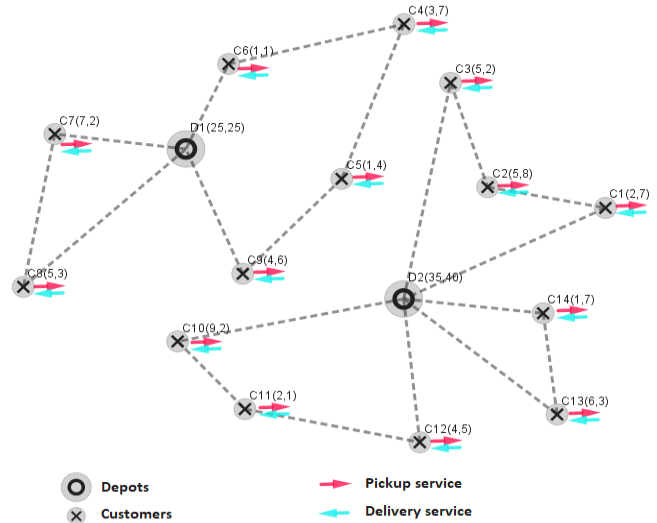 C4(3,7)
C6(1,1)
C3(5,2)
C7(7,2)
D1(25,25)
C5(1,4)
C2(5,8)
C1(2,7)
C9(4,6)
C8(5,3)
D2(35,40)
C14(1,7)
C10(9,2)
C11(2,1)
C13(6,3)
C12(4,5)
Depots
Pickup service
Customers
Delivery service